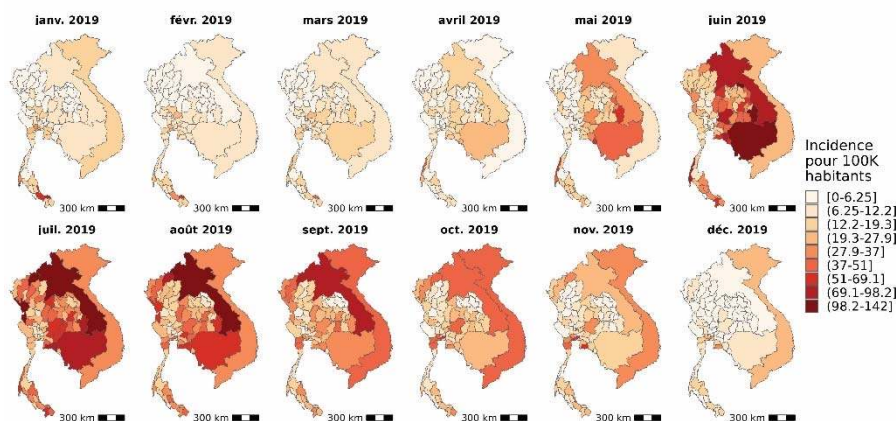 janv. 2019
févr. 2019
mars 2019
avril 2019
mai 2019
juin 2019
300 km
300 km
300 km
300 km
300 km
300 km
juil. 2019
août 2019
sept. 2019
oct. 2019
nov. 2019
déc. 2019
300 km
300 km
300 km
300 km
300 km
300 km
Incidence
pour 100K
habitants
[0-6.25]
(6.25-12.2]
(12.2-19.3]
(19.3-27.9]
(27.9-37]
(37-51]
(51-69.1]
(69.1-98.2]
(98.2-142]